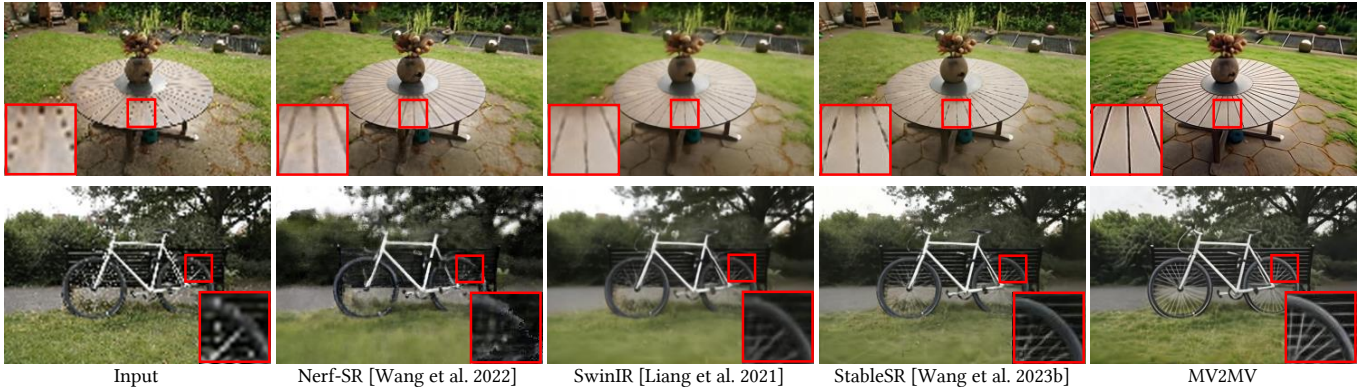 Input
Nerf-SR [Wang et al. 2022]
SwinIR [Liang et al. 2021]
StableSR [Wang et al. 2023b]
MV2MV